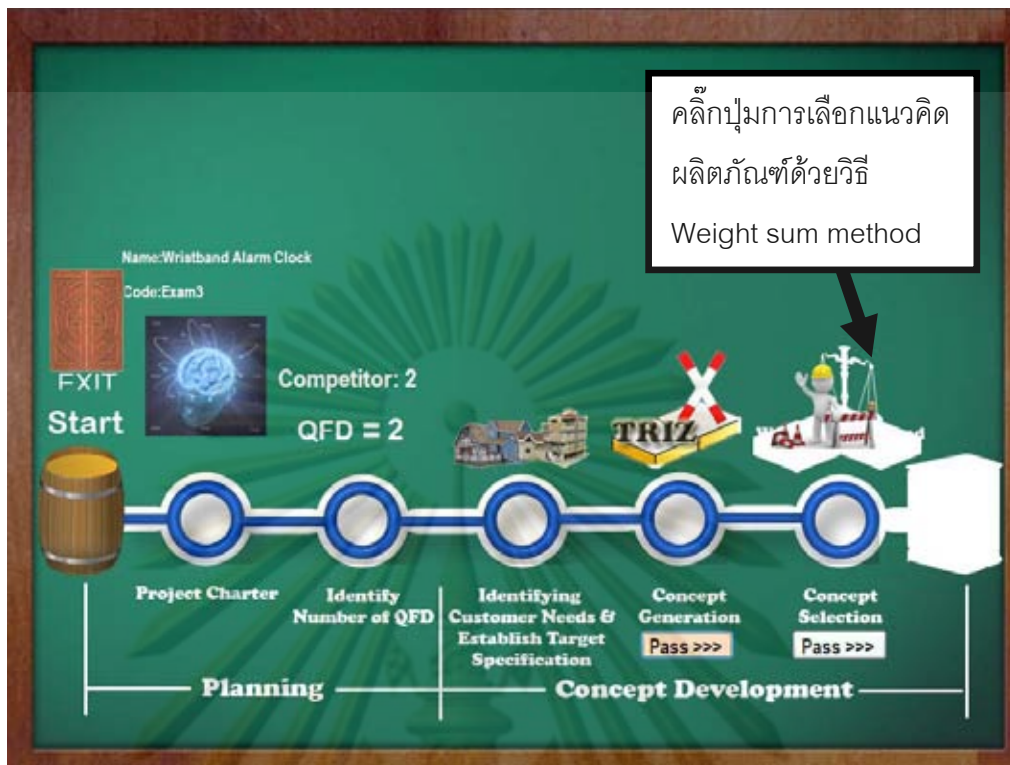 คลิ๊กปุ่มการเลือกแนวคิด
ผลิตภัณฑ์ด้วยวิธี
Weight sum method
Name:Wristband Alarm Clock
Code:Exam3
EXIT
Start
Competitor: 2
QFD = 2
TRIZ
Project Charter
Identify
Number of QFD
Identifying
Customer Needs &
Establish Target
Specification
Concept
Generation
Pass >>>
Concept
Selection
Pass >>>
Planning
Concept Development